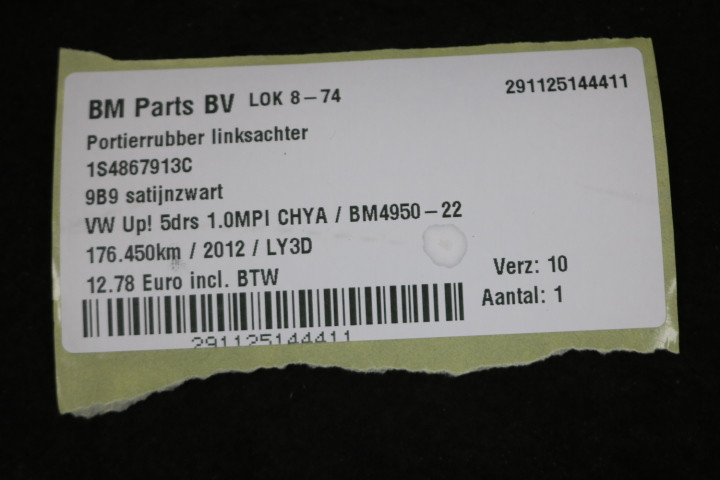 BM Parts BV LOK 8-74 291125144411
Portierrubber linksachter
1S4867913C
9B9 satijnzwart
VW Up! 5drs 1.0MPI CHYA / BM4950-22
176.450km / 2012 / LY3D
12.78 Euro incl. BTW
Verz: 10
Aantal: 1
291125144411